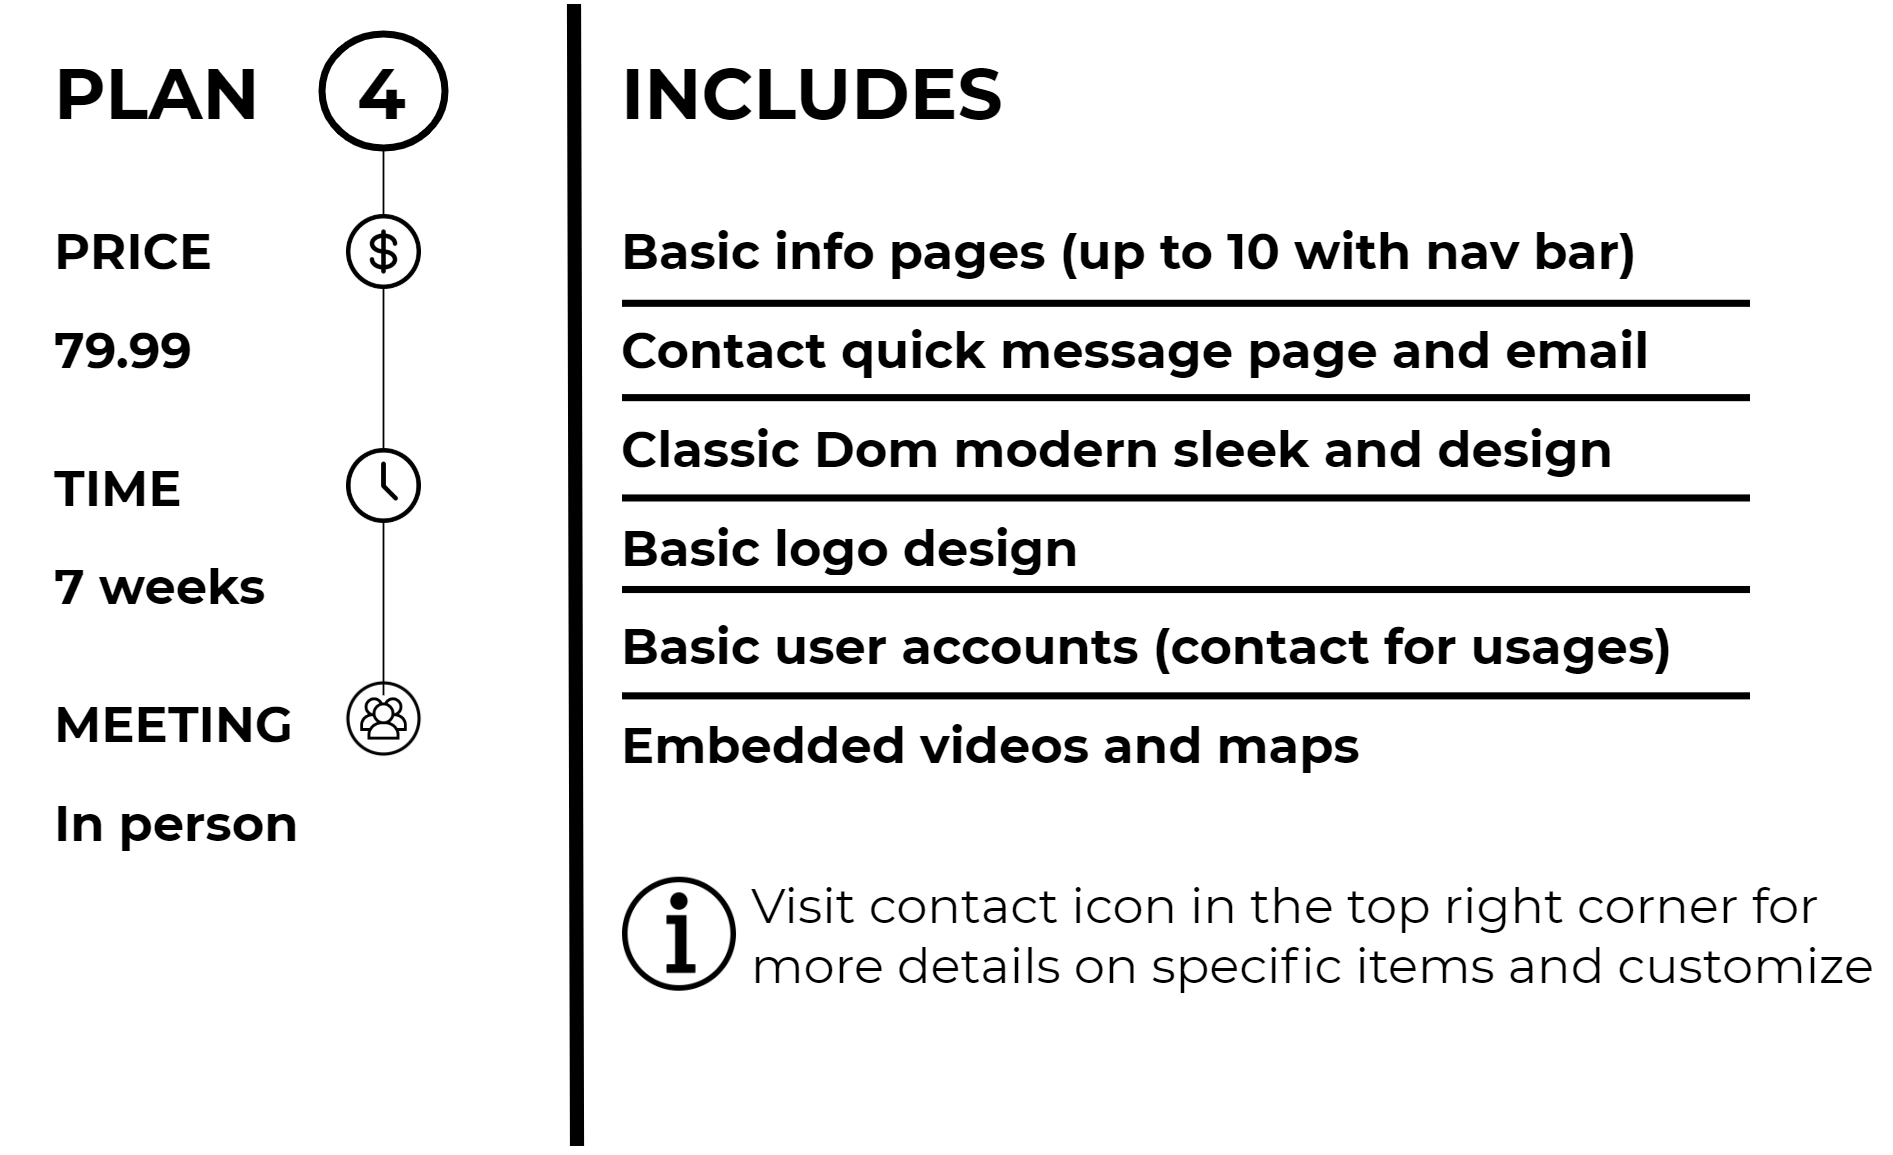 PLAN 4
PRICE $
79.99
TIME
7 weeks
MEETING
In person
INCLUDES
Basic info pages (up to 10 with nav bar)
Contact quick message page and email
Classic Dom modern sleek and design
Basic logo design
Basic user accounts (contact for usages)
Embedded videos and maps
i Visit contact icon in the top right corner for
more details on specific items and customize